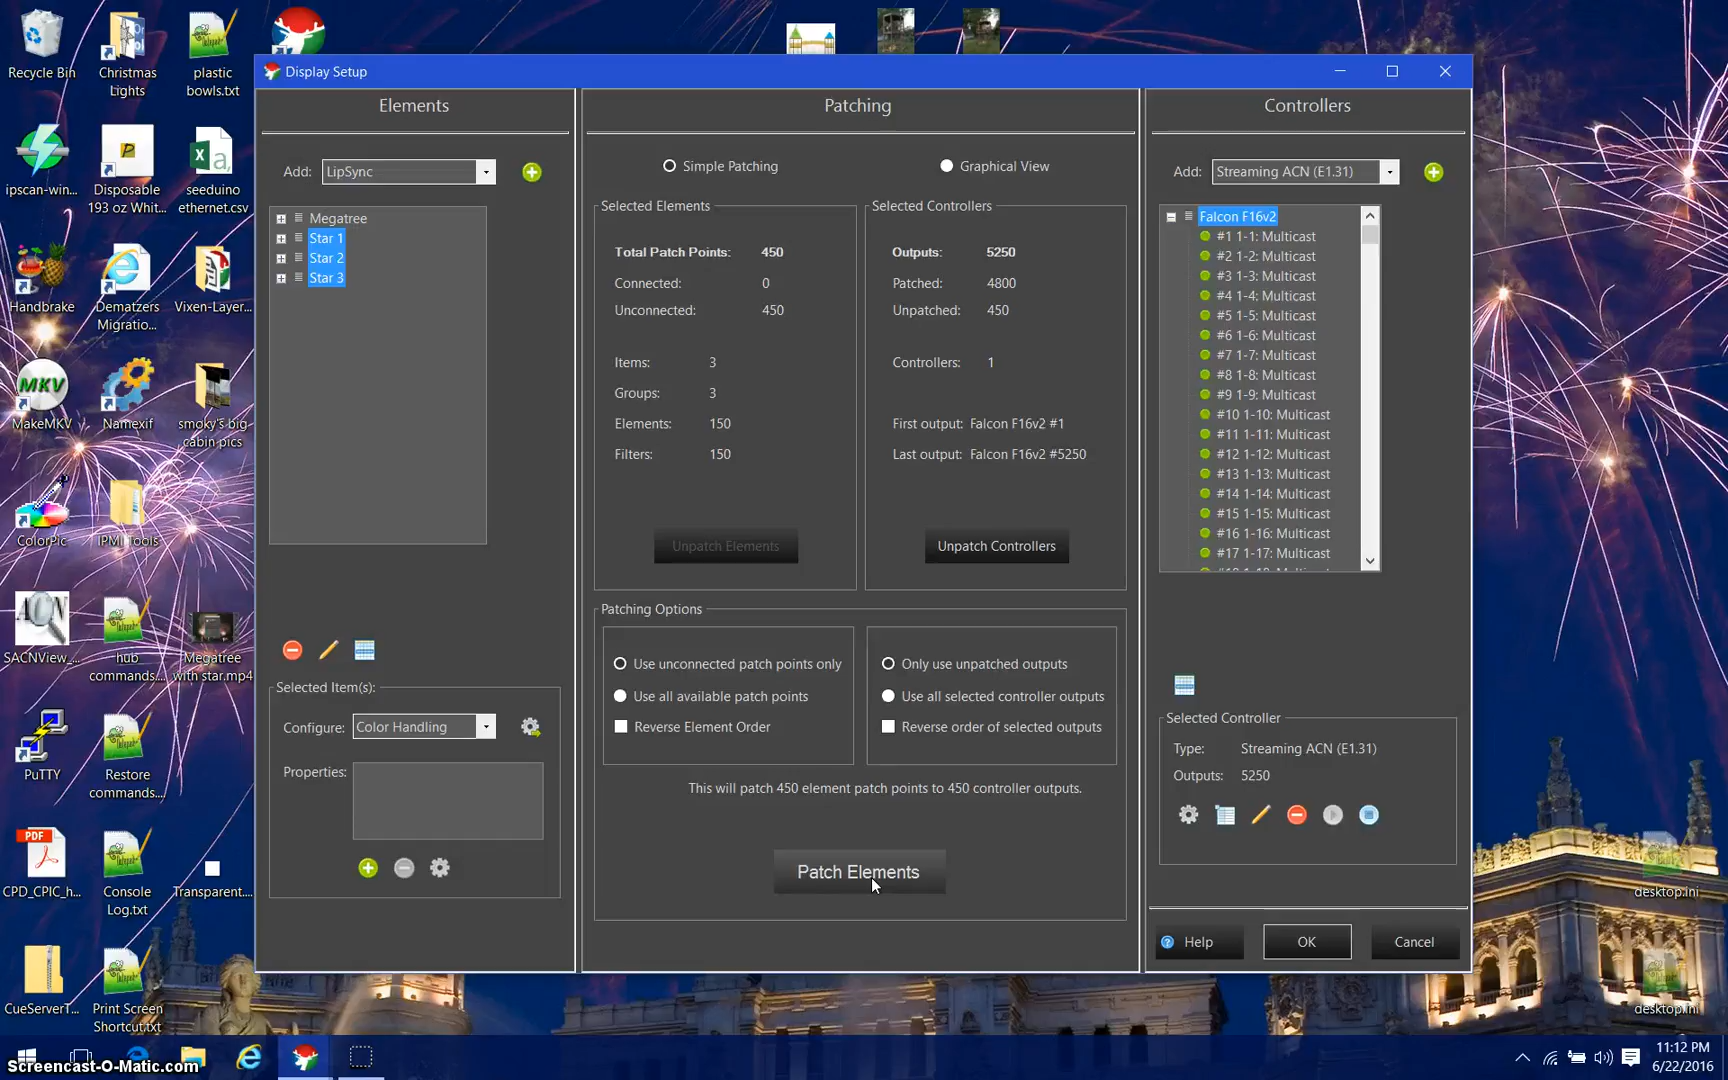 Recycle Bin
Christmas
Lights
plastic
bowls.txt
ipscan-win...
Disposable
193 oz Whit...
seeduino
ethernet.csv
Handbrake
Dematzers
Migratio...
Vixen-Layer...
MKV
MakeMKV
Namexif
smoky's big
cabin pics
ColorPic
IPMI Tools
ACN
SACNView_...
hub
commands....
Megatree
with star.mp4
PuTTY
Restore
commands....
PDF
CPD_CPIC_h...
Console
Log.txt
Transparent....
CueServerT...
Print Screen
Shortcut.txt
desktop.ini
desktop.ini
Display Setup
Elements
Add:
LipSync
Megatree
Star 1
Star 2
Star 3
Selected Item(s):
Configure:
Color Handling
Properties:
Patching
Simple Patching
Graphical View
Selected Elements
Total Patch Points: 450
Connected: 0
Unconnected: 450
Items: 3
Groups: 3
Elements: 150
Filters: 150
Unpatch Elements
Selected Controllers
Outputs: 5250
Patched: 4800
Unpatched: 450
Controllers: 1
First output: Falcon F16v2 #1
Last output: Falcon F16v2 #5250
Unpatch Controllers
Patching Options
Use unconnected patch points only
Use all available patch points
Reverse Element Order
Only use unpatched outputs
Use all selected controller outputs
Reverse order of selected outputs
This will patch 450 element patch points to 450 controller outputs.
Patch Elements
Controllers
Add:
Streaming ACN (E1.31)
Falcon F16v2
#1 1-1: Multicast
#2 1-2: Multicast
#3 1-3: Multicast
#4 1-4: Multicast
#5 1-5: Multicast
#6 1-6: Multicast
#7 1-7: Multicast
#8 1-8: Multicast
#9 1-9: Multicast
#10 1-10: Multicast
#11 1-11: Multicast
#12 1-12: Multicast
#13 1-13: Multicast
#14 1-14: Multicast
#15 1-15: Multicast
#16 1-16: Multicast
#17 1-17: Multicast
Selected Controller
Type: Streaming ACN (E1.31)
Outputs: 5250
Help
OK
Cancel
Screencast-O-Matic.com
11:12 PM
6/22/2016